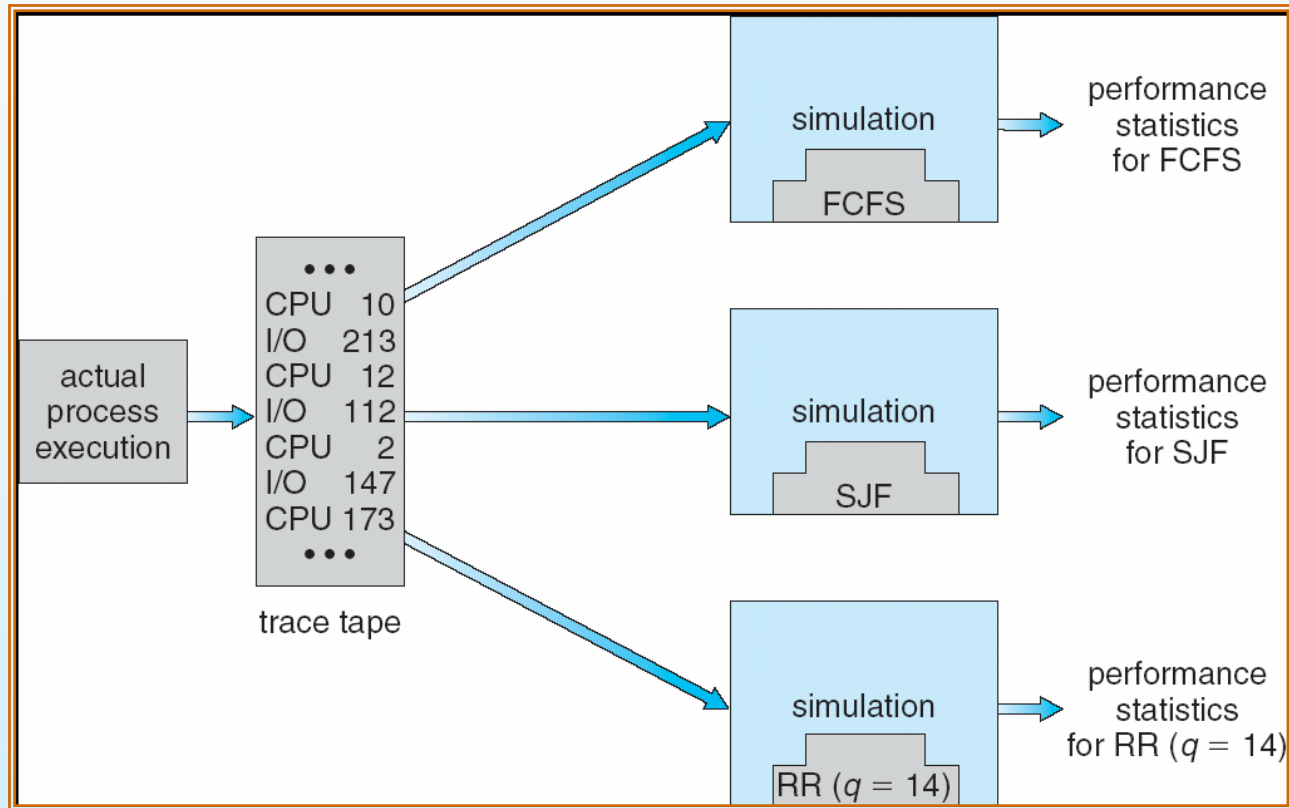 actual
process
execution
• • •
CPU 10
I/O 213
CPU 12
I/O 112
CPU 2
I/O 147
CPU 173
• • •
trace tape
simulation
FCFS
performance
statistics
for FCFS
simulation
SJF
performance
statistics
for SJF
simulation
RR (q = 14)
performance
statistics
for RR (q = 14)